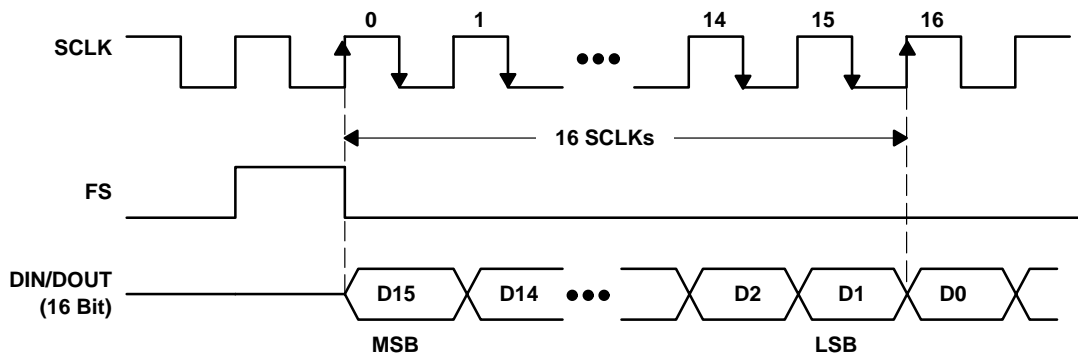 0 1 14 15 16
SCLK
16 SCLKs
FS
DIN/DOUT
(16 Bit)
D15 D14 D2 D1 D0
MSB LSB